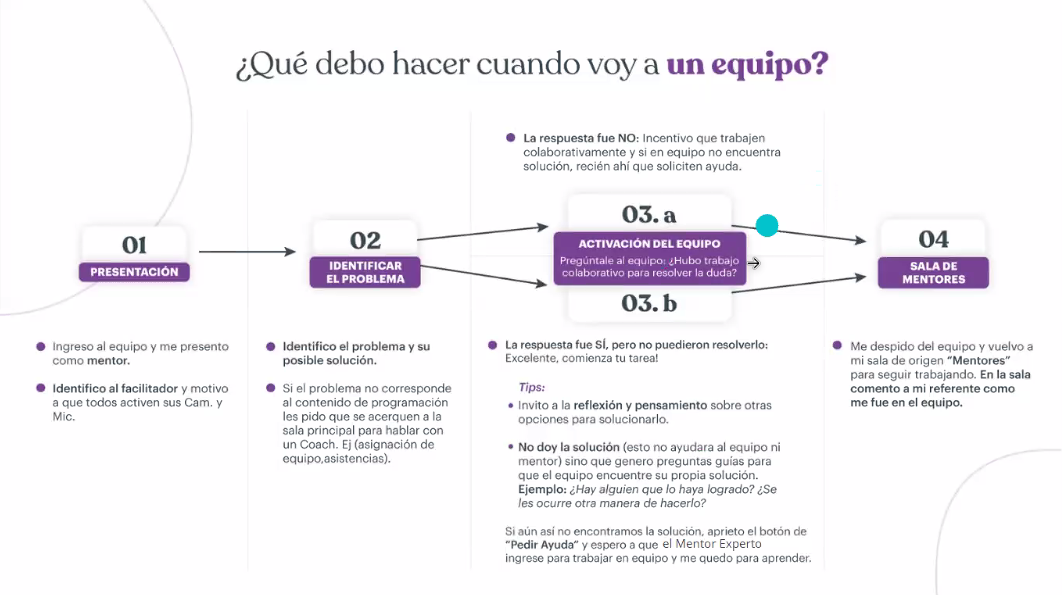 ¿Qué debo hacer cuando voy a un equipo?
01
PRESENTACIÓN
Ingreso al equipo y me presento
como mentor.
Identifico al facilitador y motivo
a que todos activen sus Cam. y
Mic.
02
IDENTIFICAR
EL PROBLEMA
Identifico el problema y su
posible solución.
Si el problema no corresponde
al contenido de programación
les pido que se acerquen a la
sala principal para hablar con
un Coach. Ej (asignación de
equipo,asistencias).
La respuesta fue NO: Incentivo que trabajen
colaborativamente y si en equipo no encuentra
solución, recién ahí que soliciten ayuda.
03. a
ACTIVACIÓN DEL EQUIPO
Pregúntale al equipo: ¿Hubo trabajo
colaborativo para resolver la duda?
03. b
La respuesta fue SÍ, pero no pudieron resolverlo:
Excelente, comienza tu tarea!
Tips:
Invito a la reflexión y pensamiento sobre otras
opciones para solucionarlo.
No doy la solución (esto no ayudara al equipo ni
mentor) sino que genero preguntas guías para
que el equipo encuentre su propia solución.
Ejemplo: ¿Hay alguien que lo haya logrado? ¿Se
les ocurre otra manera de hacerlo?
Si aún así no encontramos la solución, aprieto el botón de
“Pedir Ayuda” y espero a que el Mentor Experto
ingrese para trabajar en equipo y me quedo para aprender.
04
SALA DE
MENTORES
Me despido del equipo y vuelvo a
mi sala de origen “Mentores”
para seguir trabajando. En la sala
comento a mi referente como
me fue en el equipo.